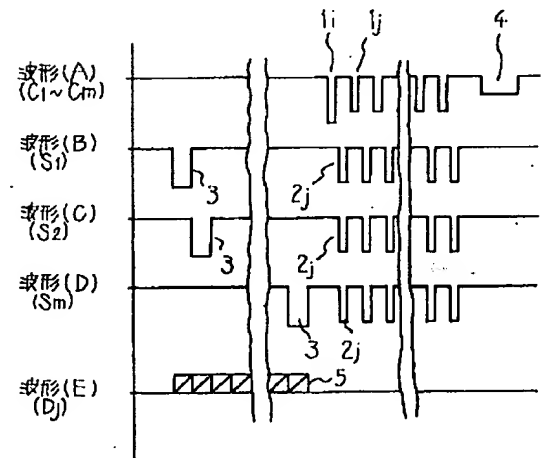 1i 1j 4
波形(A)
(C1~Cm)
波形(B)
(S1)
3 2j
波形(C)
(S2)
3 2j
波形(D)
(Sm)
3 2j
波形(E)
(Dj)
5